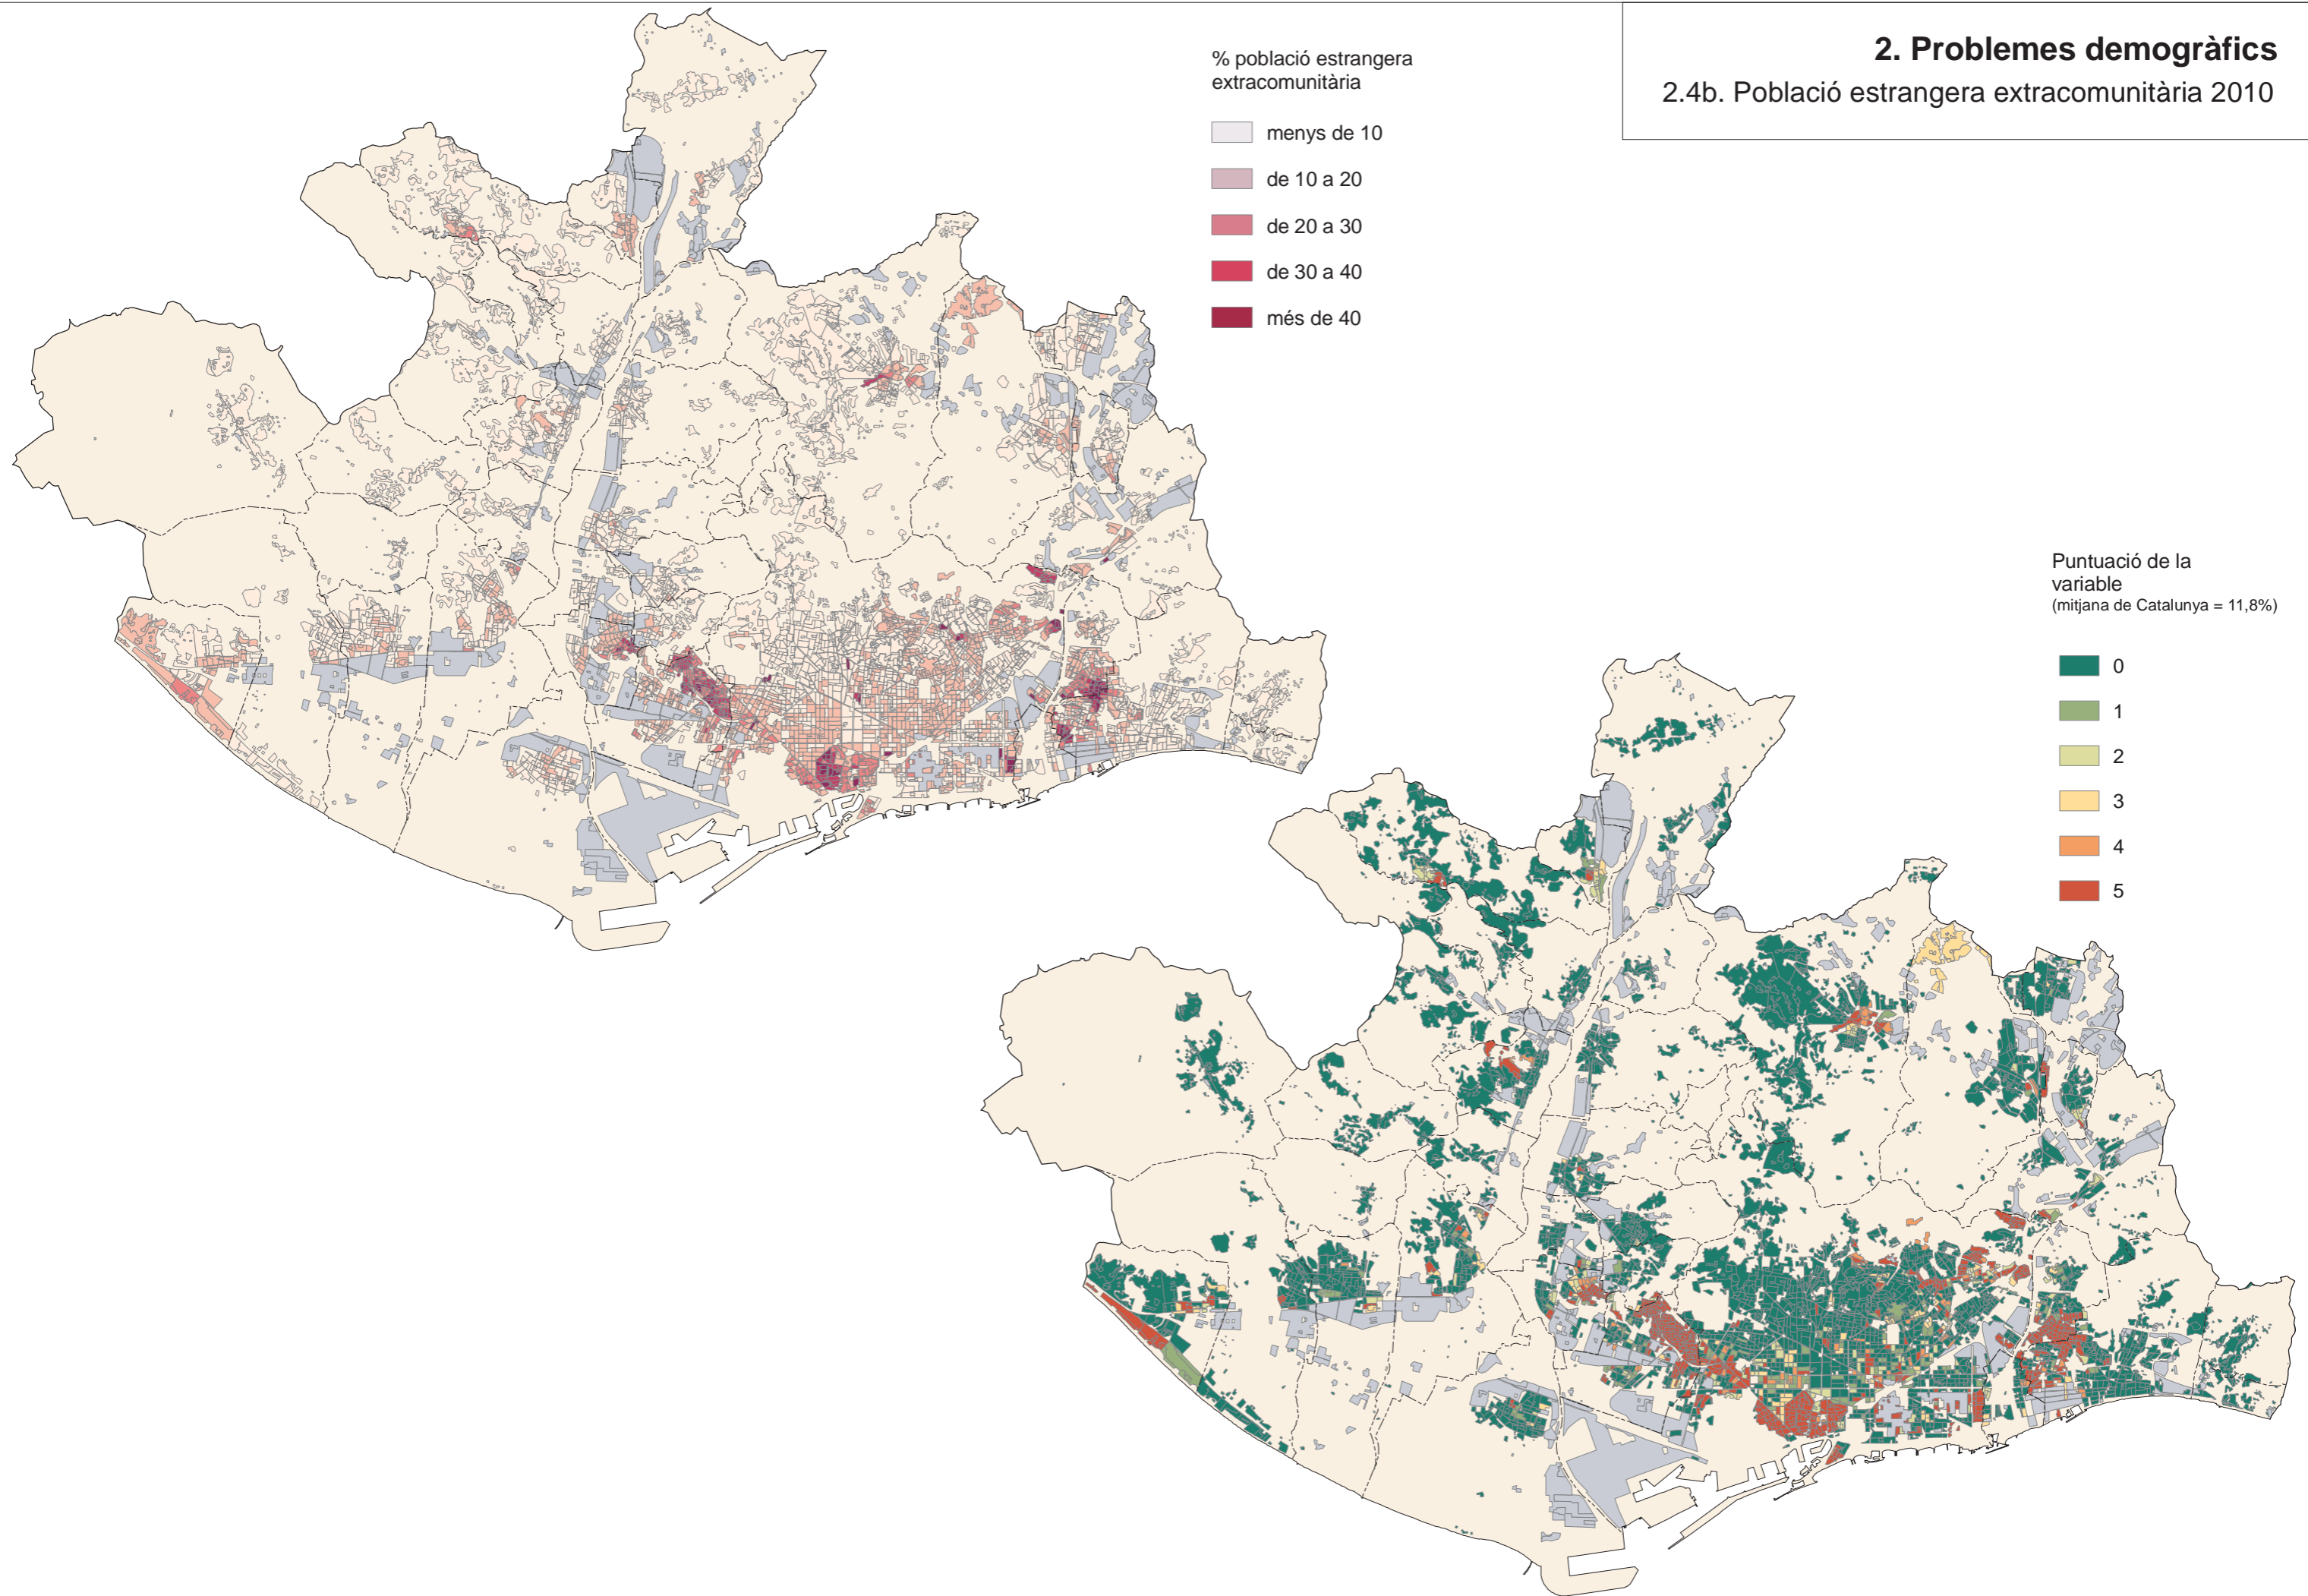 2. Problemes demogràfics
2.4b. Població estrangera extracomunitària 2010
% població estrangera
extracomunitària
menys de 10
de 10 a 20
de 20 a 30
de 30 a 40
més de 40
Puntuació de la
variable
(mitjana de Catalunya = 11,8%)
0
1
2
3
4
5